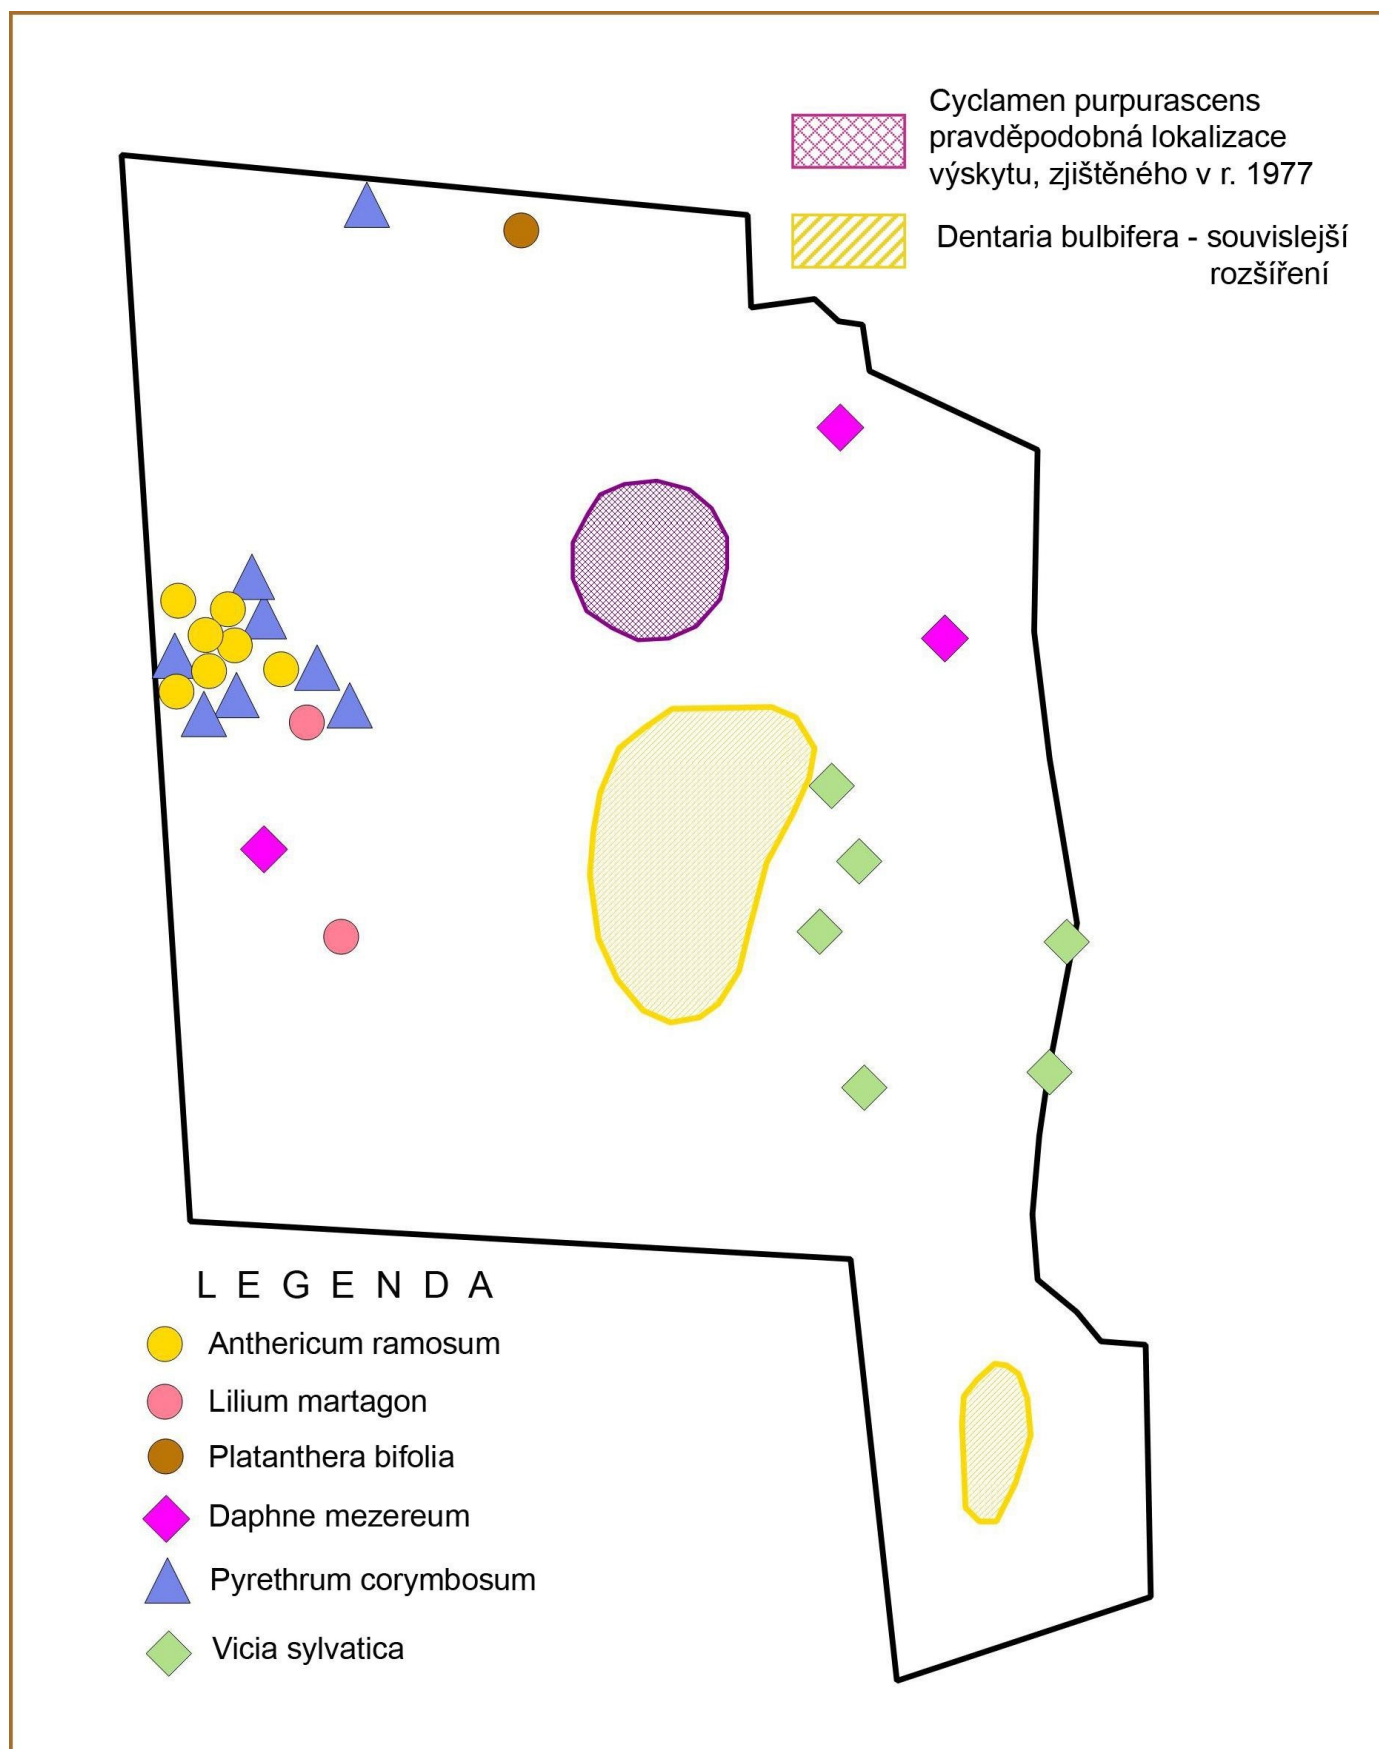 Cyclamen purpurascens
pravděpodobná lokalizace
výskytu, zjištěného v r. 1977
Dentaria bulbifera - souvislejší
rozšíření
L E G E N D A
Anthericum ramosum
Lilium martagon
Platanthera bifolia
Daphne mezereum
Pyrethrum corymbosum
Vicia sylvatica